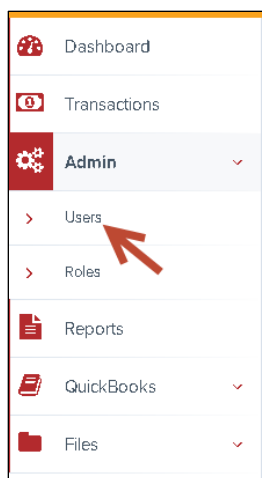 Dashboard
Transactions
Admin
Users
Roles
Reports
QuickBooks
Files